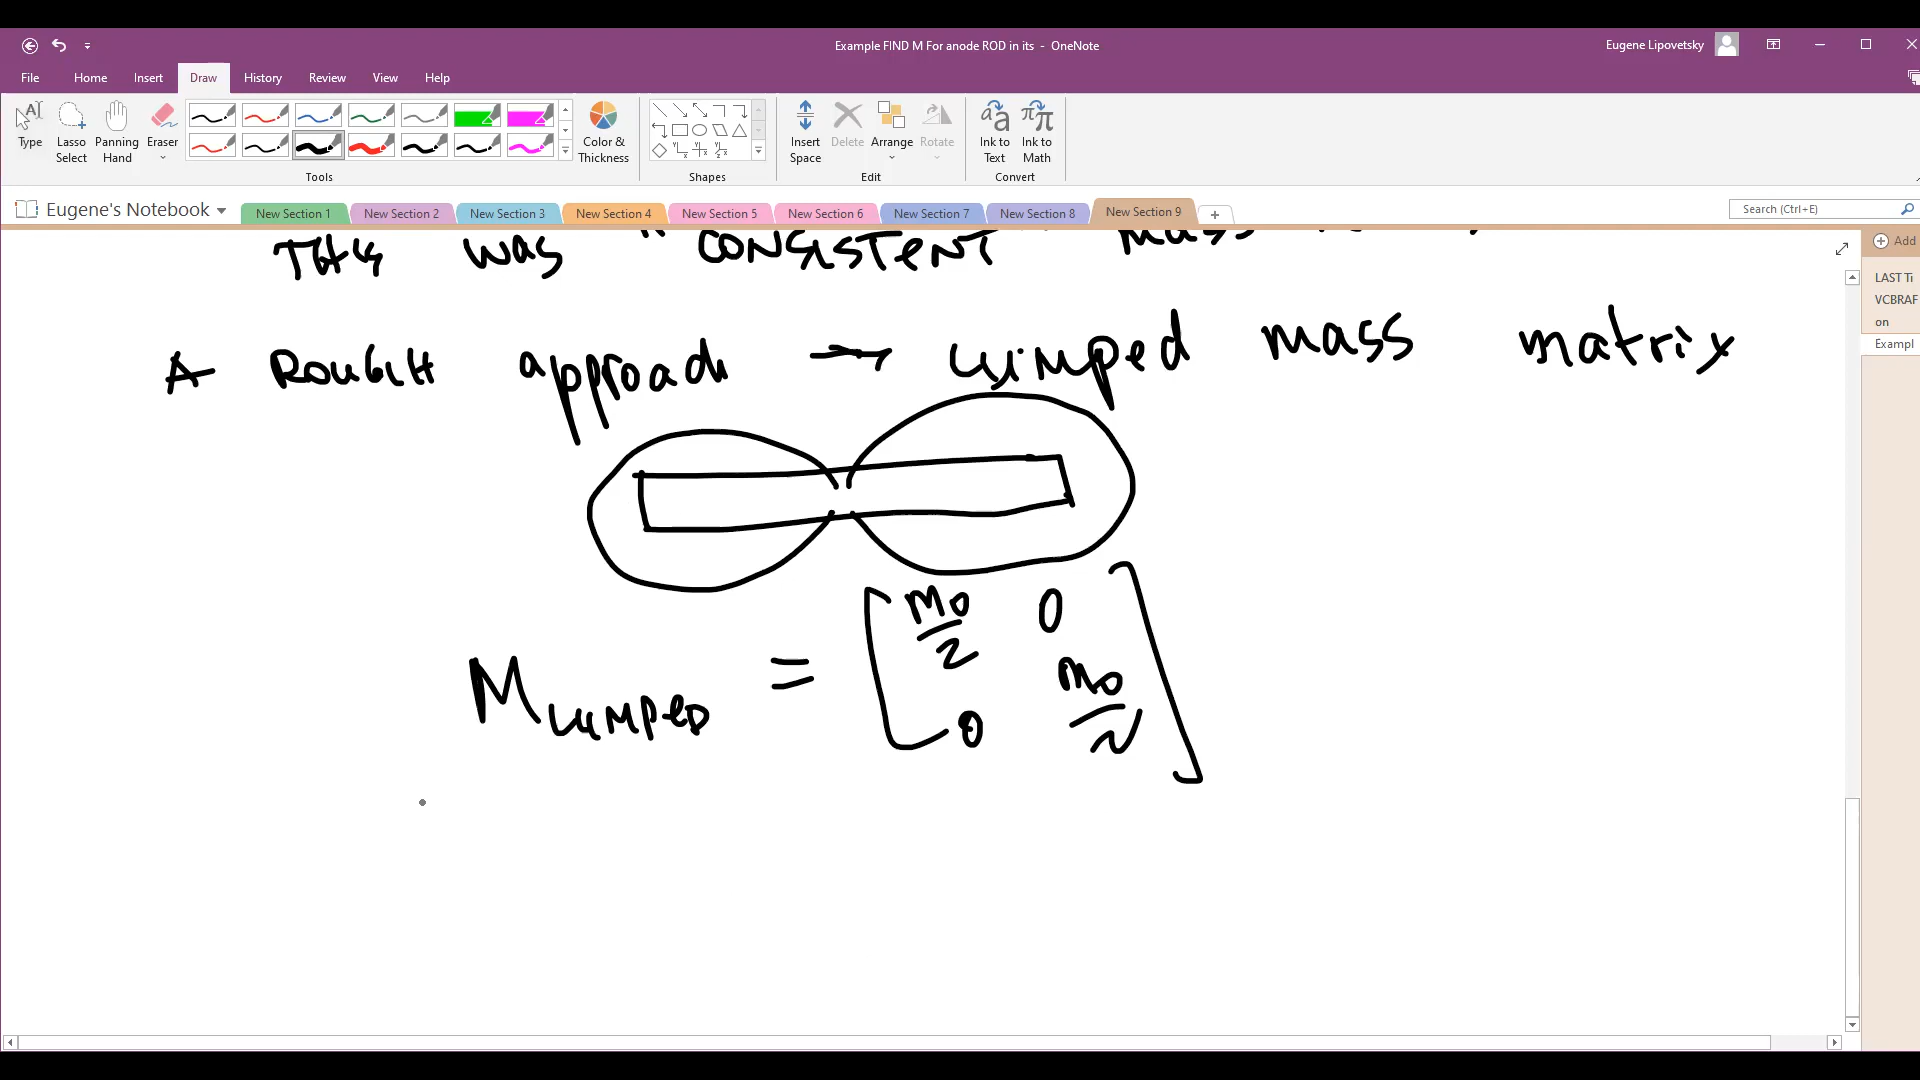 Example FIND M For anode ROD in its - OneNote
Eugene Lipovetsky
File Home Insert Draw History Review View Help
Type
Lasso Select
Panning Hand
Eraser
Color & Thickness
Insert Space
Delete
Arrange
Rotate
Ink to Text
Ink to Math
Tools Shapes Edit Convert
Eugene's Notebook New Section 1 New Section 2 New Section 3 New Section 4 New Section 5 New Section 6 New Section 7 New Section 8 New Section 9 +
Search (Ctrl+E)
Add
LAST Ti
VCBRAF
on
Exampl
THIS was CONSISTENT mass
A ROUGH approach → LUMPED mass matrix
M LUMPED = [ m0/2 0
0 m0/2 ]